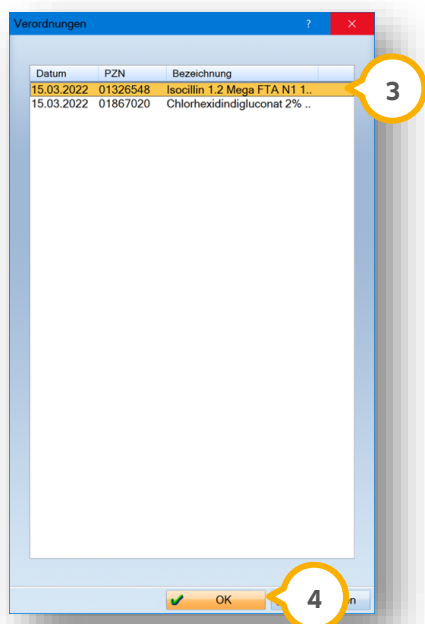 Verordnungen ? ×
Datum PZN Bezeichnung
15.03.2022 01326548 Isocillin 1.2 Mega FTA N1 1..
15.03.2022 01867020 Chlorhexidindigluconat 2% ..
3
OK
4